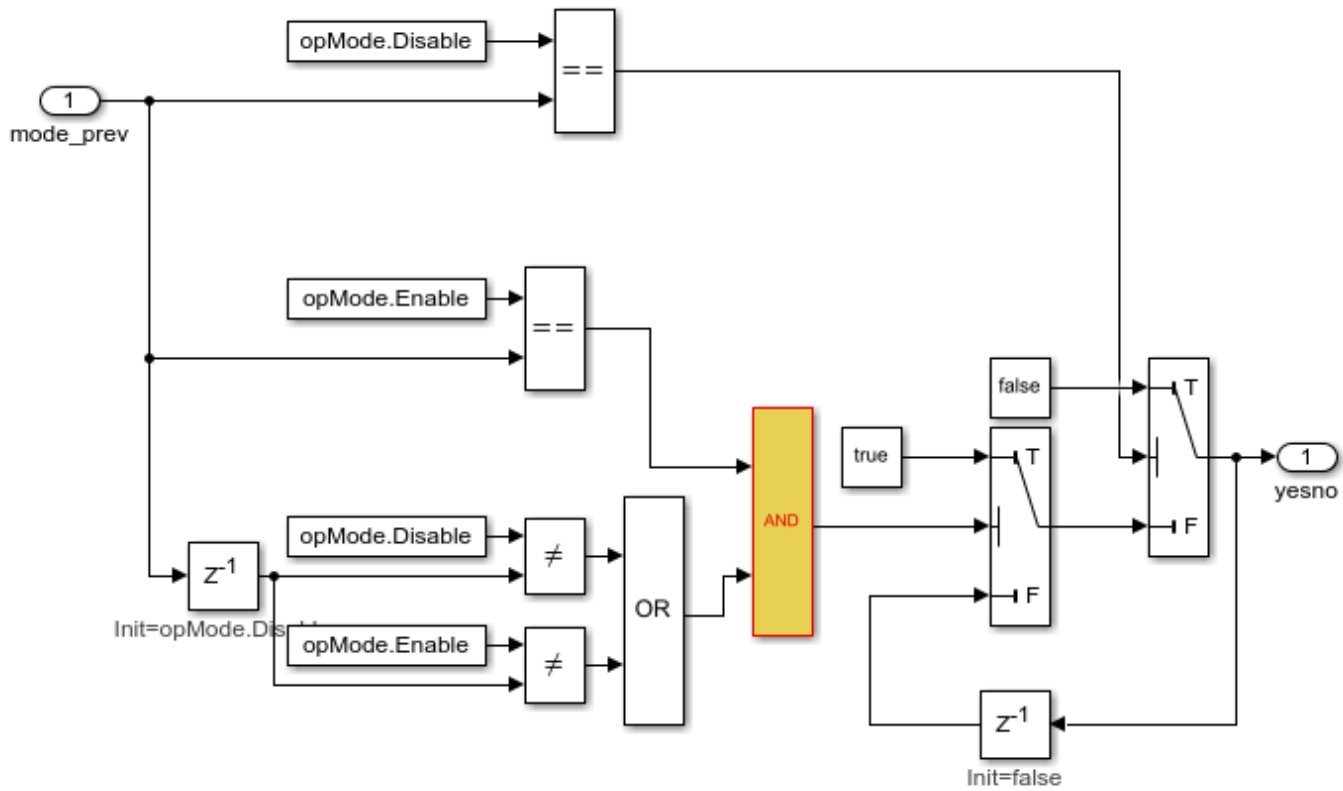 opMode.Disable
==
1
mode_prev
opMode.Enable
==
false
T
true
T
AND
1
yesno
opMode.Disable
≠
F
Z-1
OR
F
opMode.Enable
≠
Z-1
Init=false